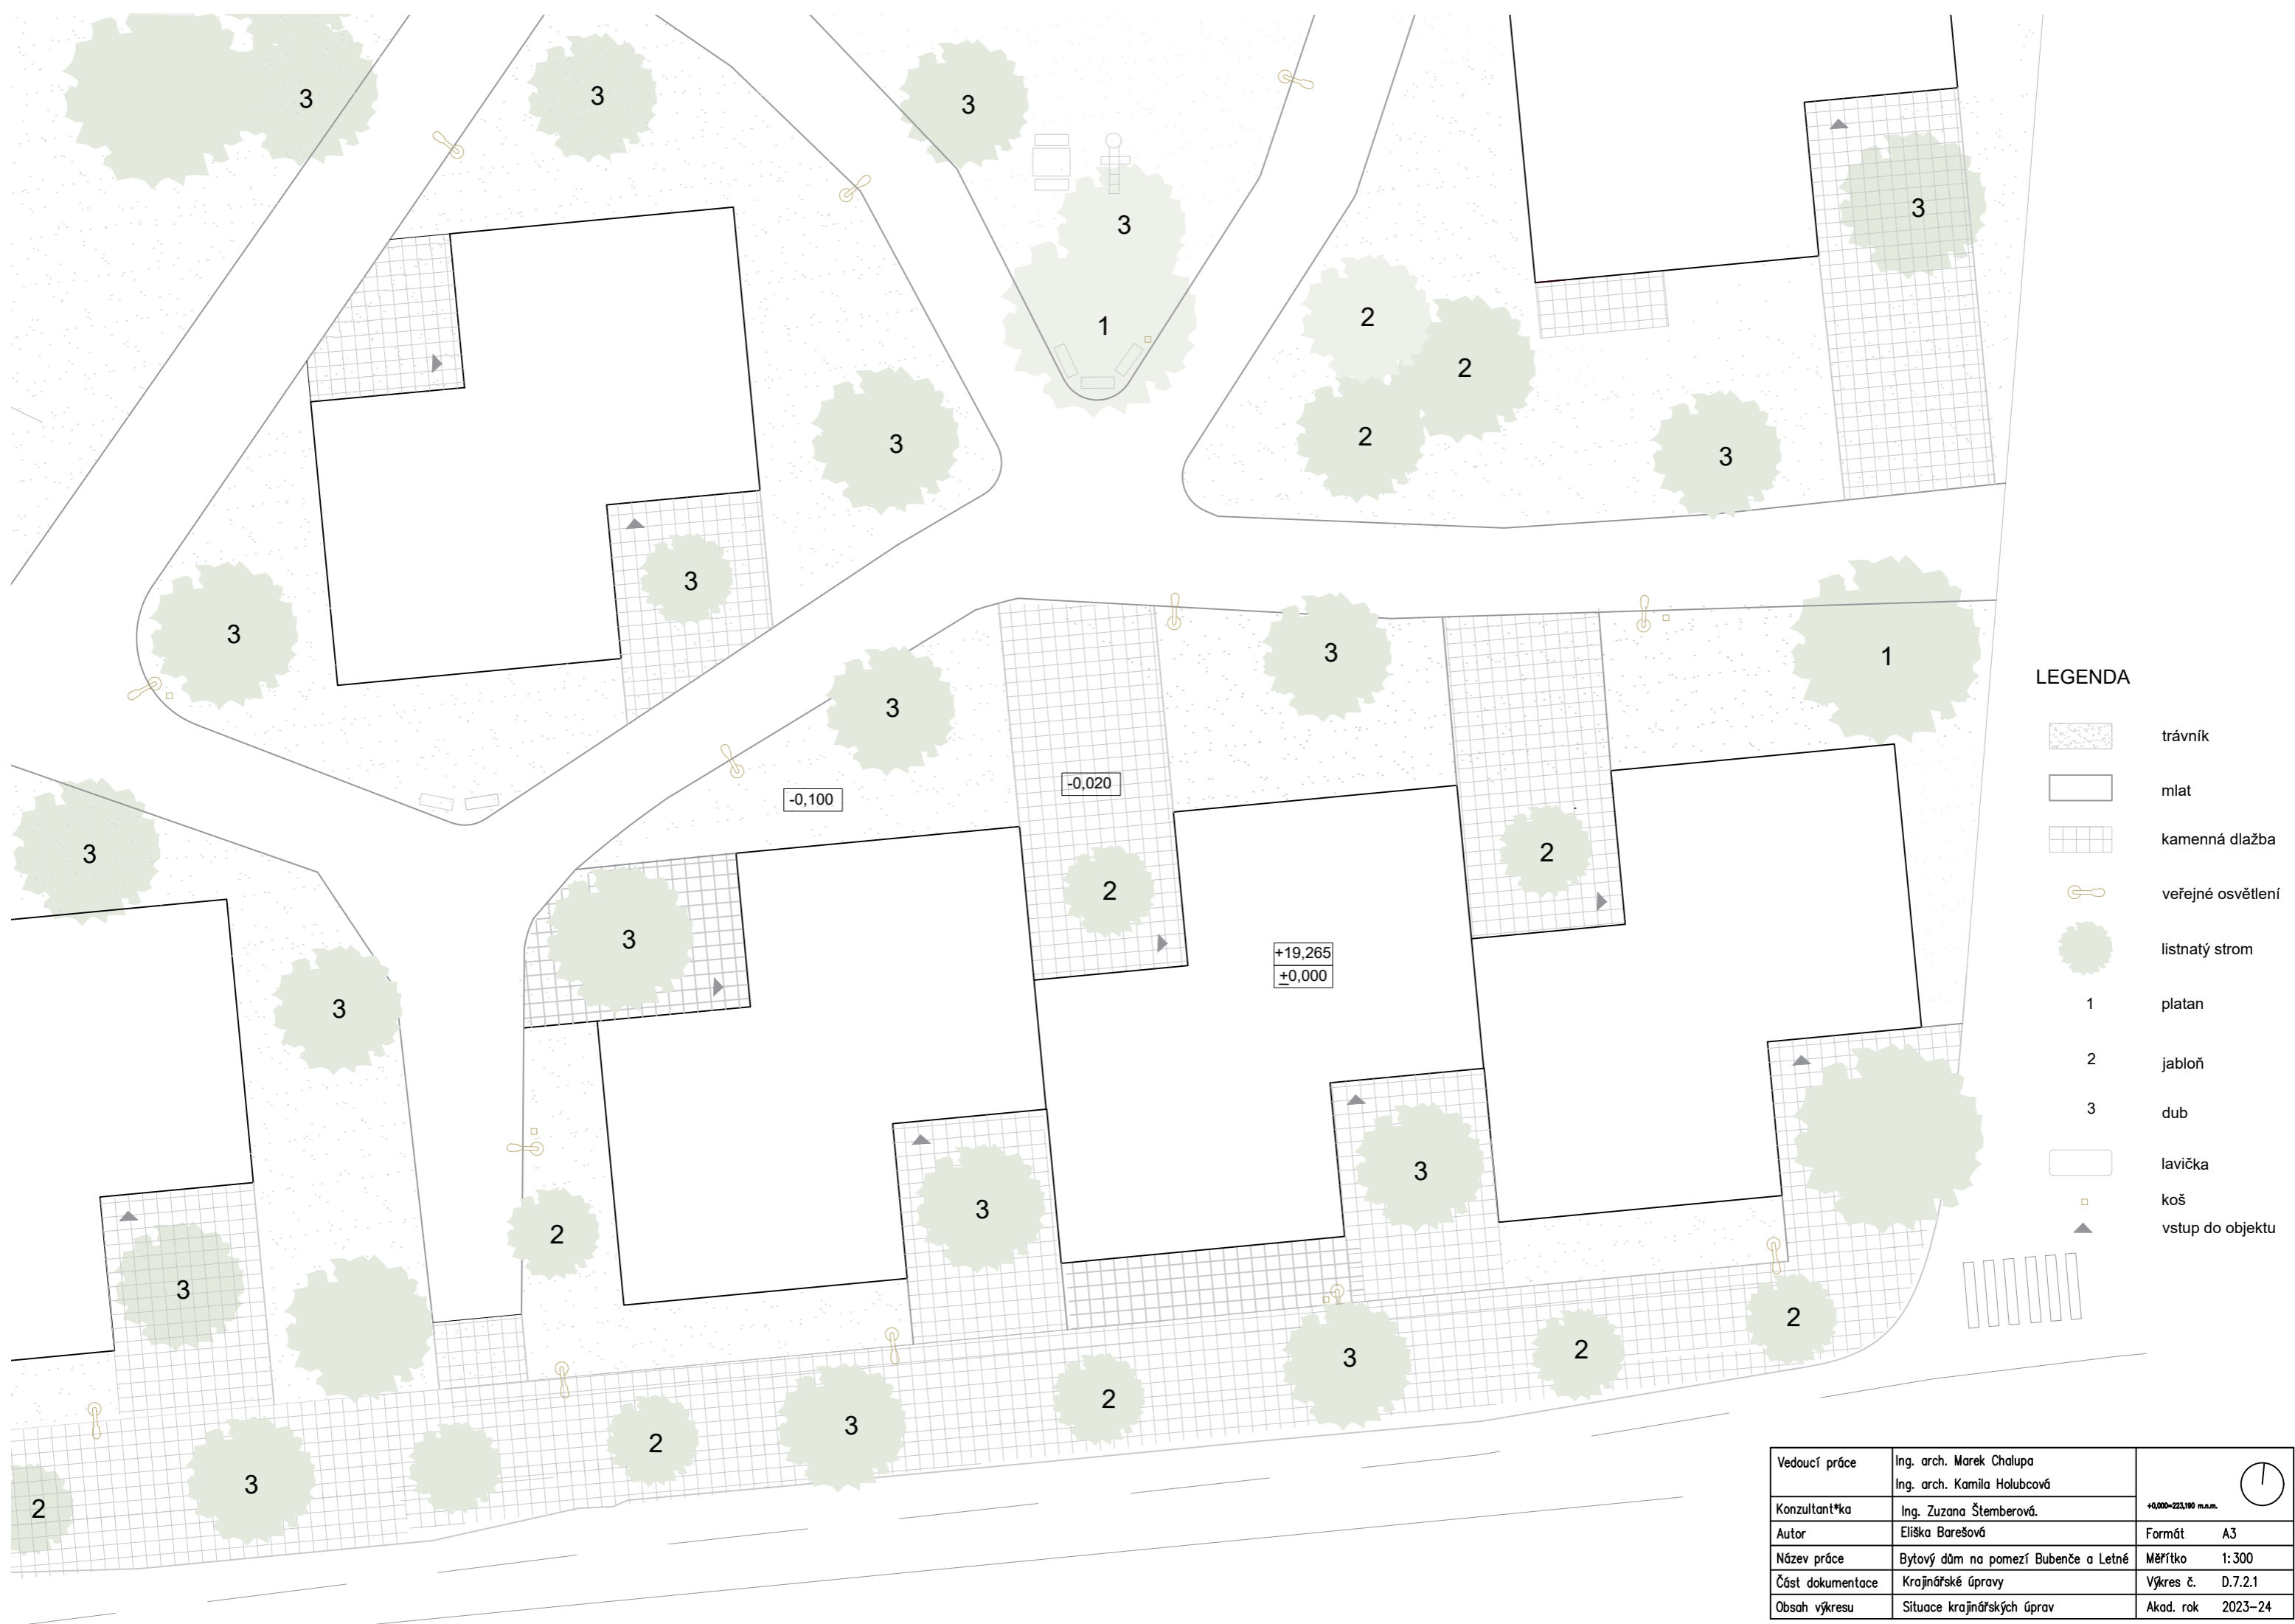 3
3
3
3
3
2
1
2
2
3
3
3
3
1
3
3
3
LEGENDA
trávník
mlat
kamenná dlažba
veřejné osvětlení
listnatý strom
1 platan
2 jabloň
3 dub
lavička
koš
vstup do objektu
-0,020
-0,100
3
2
2
3
+19,265
+0,000
3
3
3
2
3
2
2
3
2
3
2
3
2
Vedoucí práce Ing. arch. Marek Chalupa
Ing. arch. Kamila Holubcová
+0,000=223,190 m.n.m.
Konzultant*ka Ing. Zuzana Štemberová.
Autor Eliška Barešová Formát A3
Název práce Bytový dům na pomezí Bubenče a Letné Měřítko 1:300
Část dokumentace Krajinářské úpravy Výkres č. D.7.2.1
Obsah výkresu Situace krajinářských úprav Akad. rok 2023-24